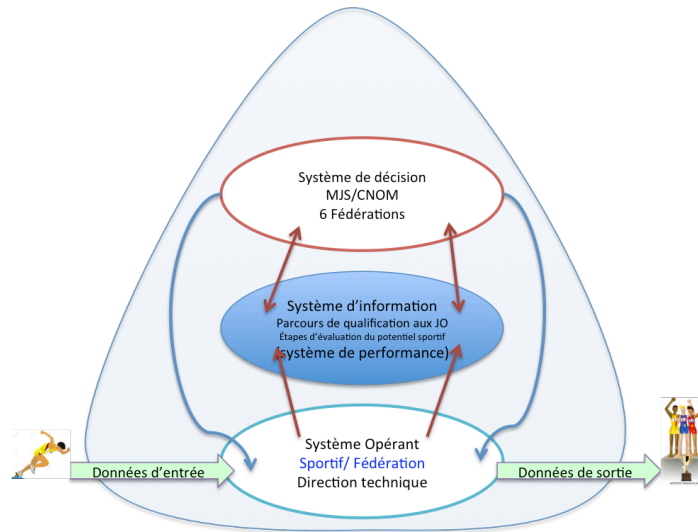 Système de décision
MJS/CNOM
6 Fédérations
Système d'information
Parcours de qualification aux JO
Étapes d'évaluation du potentiel sportif
(système de performance)
Système Opérant
Sportif/ Fédération
Direction technique
Données d'entrée
Données de sortie